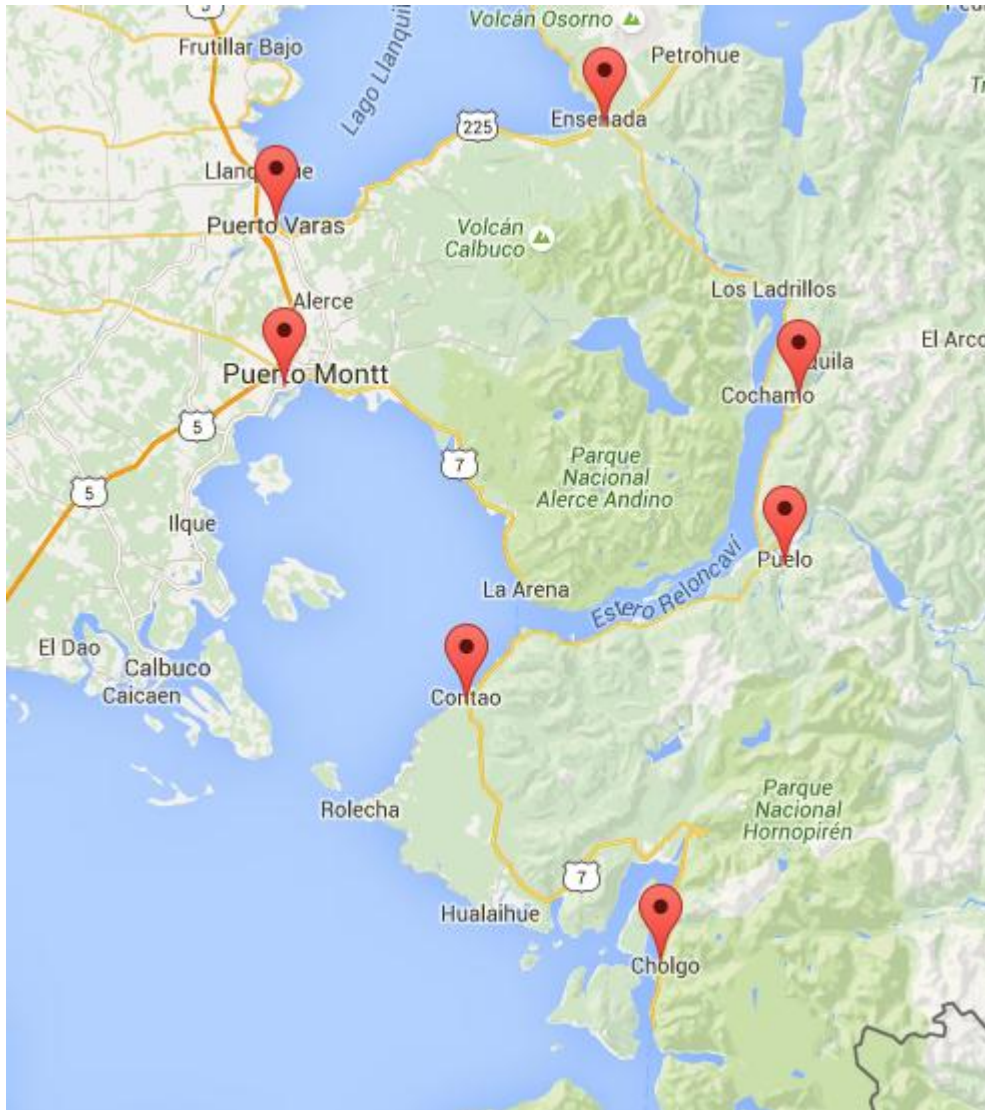 5
Volcán Osorno
Frutillar Bajo
Petrohue
Lago Llanquih
Ensenada
225
Puerto Varas
Volcán
Calbuco
Los Ladrillos
Alerce
El Arco
Puerto Montt
Cochamo
5
7
Parque
Nacional
Alerce Andino
5
Ilque
Puelo
La Arena
Estero Reloncaví
El Dao
Calbuco
Caicaen
Contao
Rolecha
Parque
Nacional
Hornopirén
7
Hualaihue
Cholgo